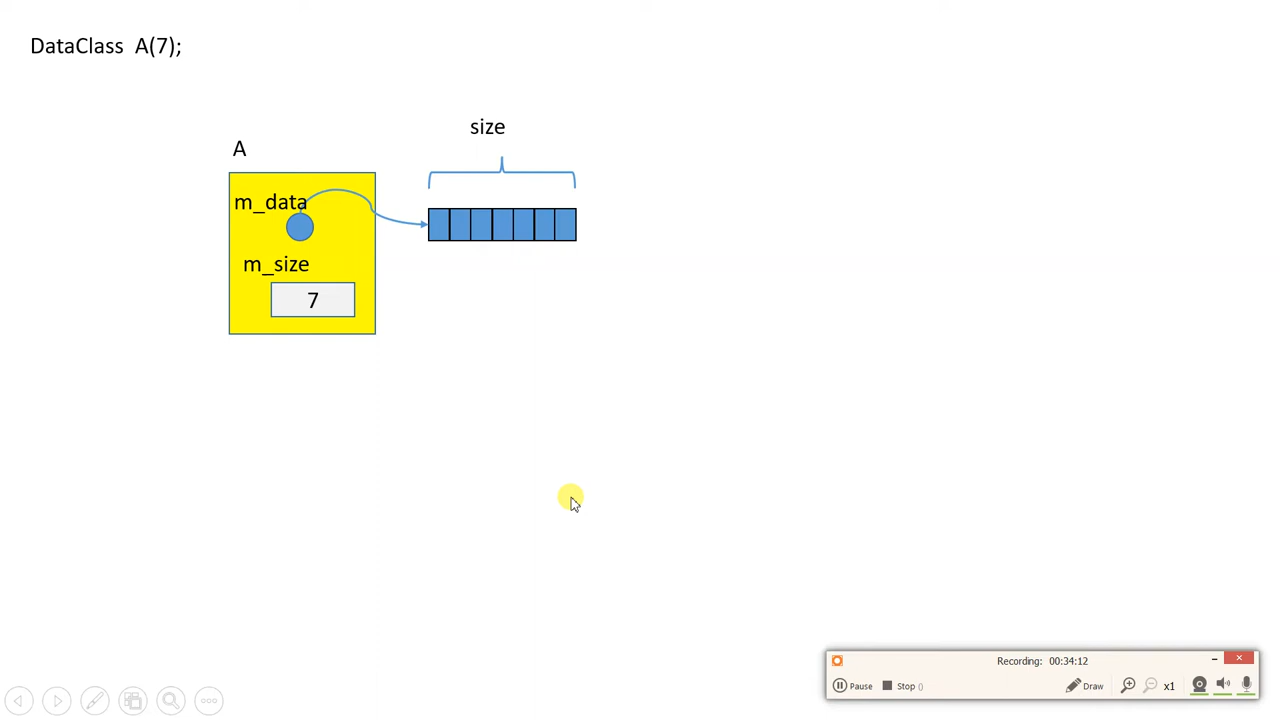 DataClass A(7);
size
A
m_data
m_size
7
Recording: 00:34:12
Pause Stop () Draw x1